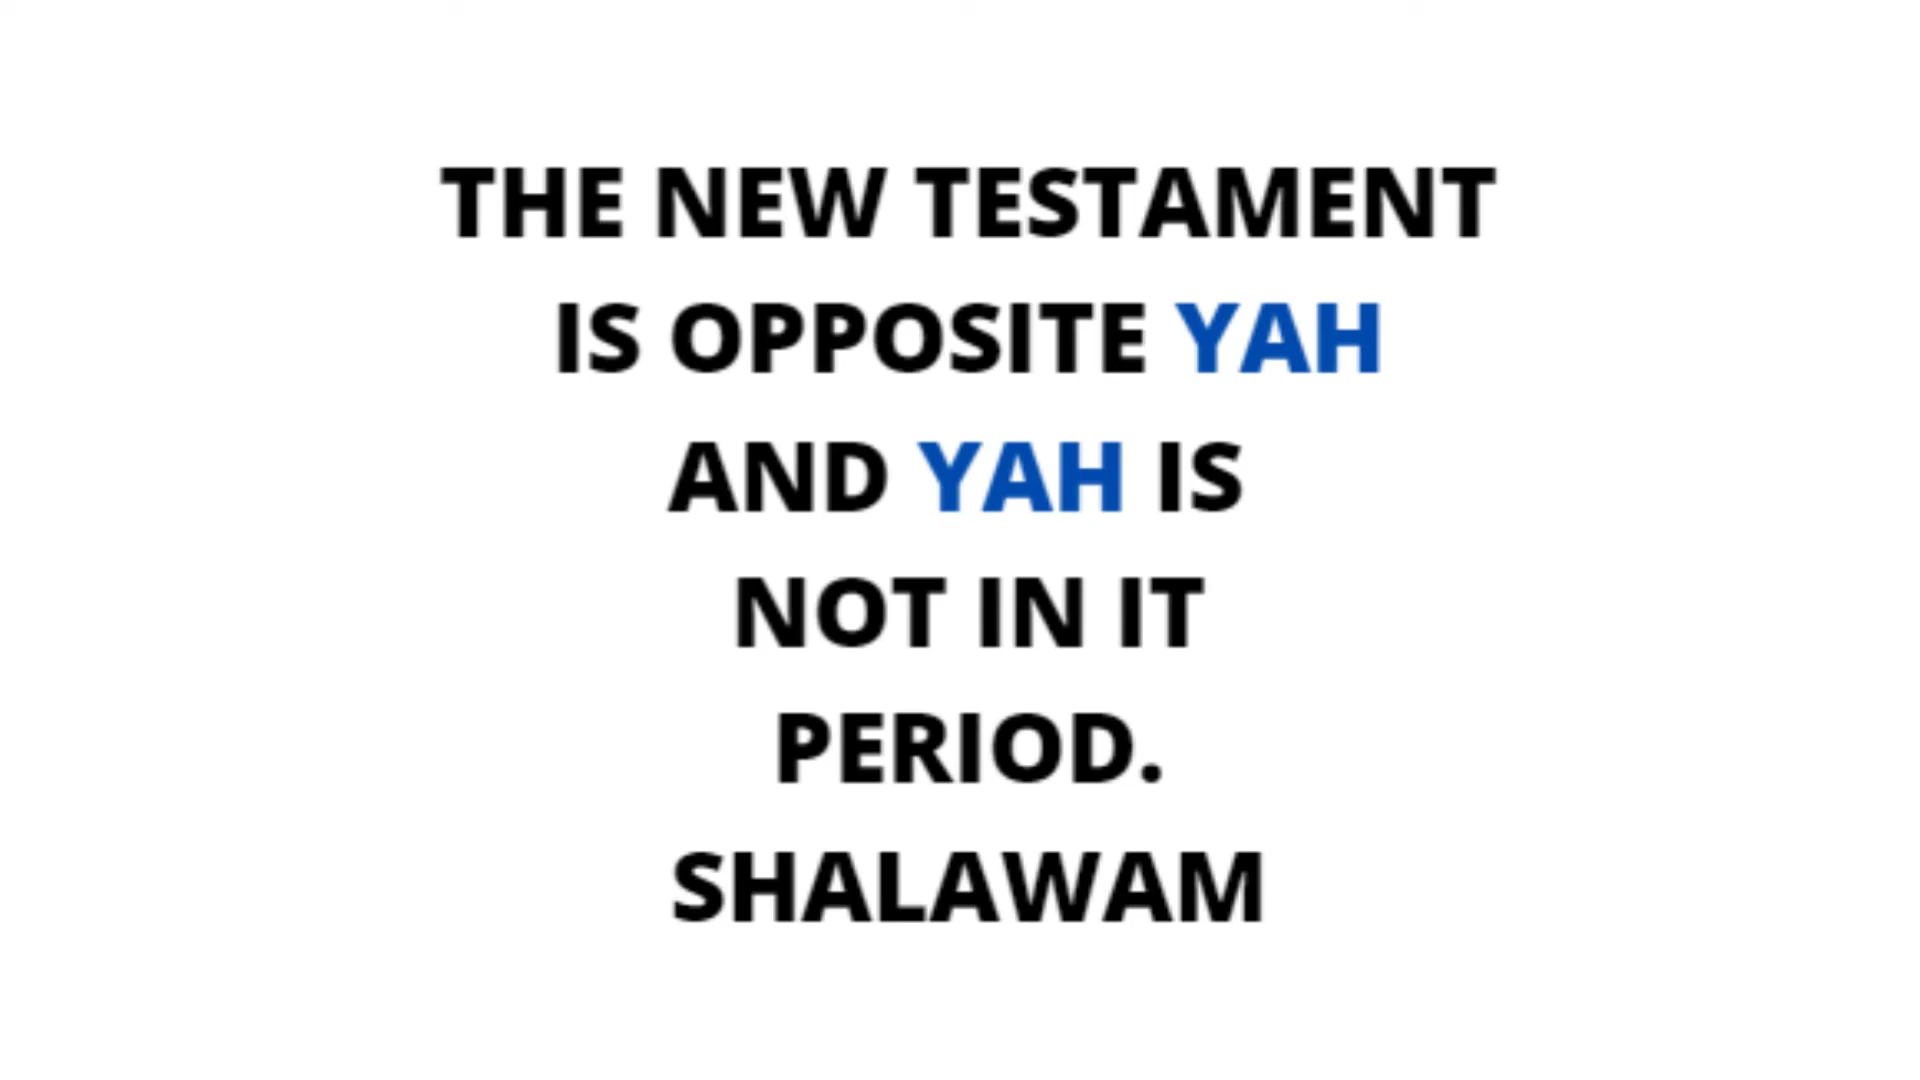 THE NEW TESTAMENT
IS OPPOSITE YAH
AND YAH IS
NOT IN IT
PERIOD.
SHALAWAM